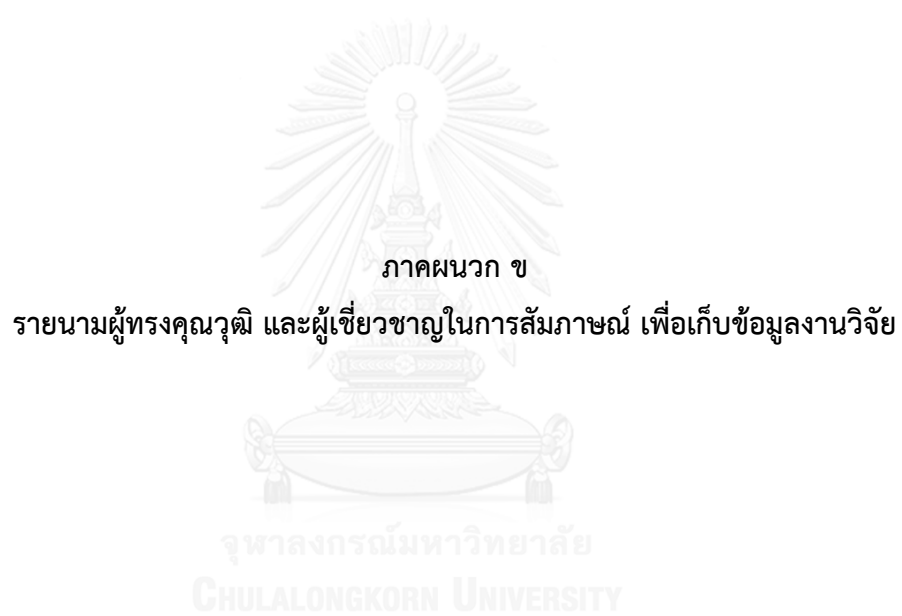 ภาคผนวก ข
รายนามผู้ทรงคุณวุฒิ และผู้เชี่ยวชาญในการสัมภาษณ์ เพื่อเก็บข้อมูลงานวิจัย
จุฬาลงกรณ์มหาวิทยาลัย
CHULALONGKORN UNIVERSITY